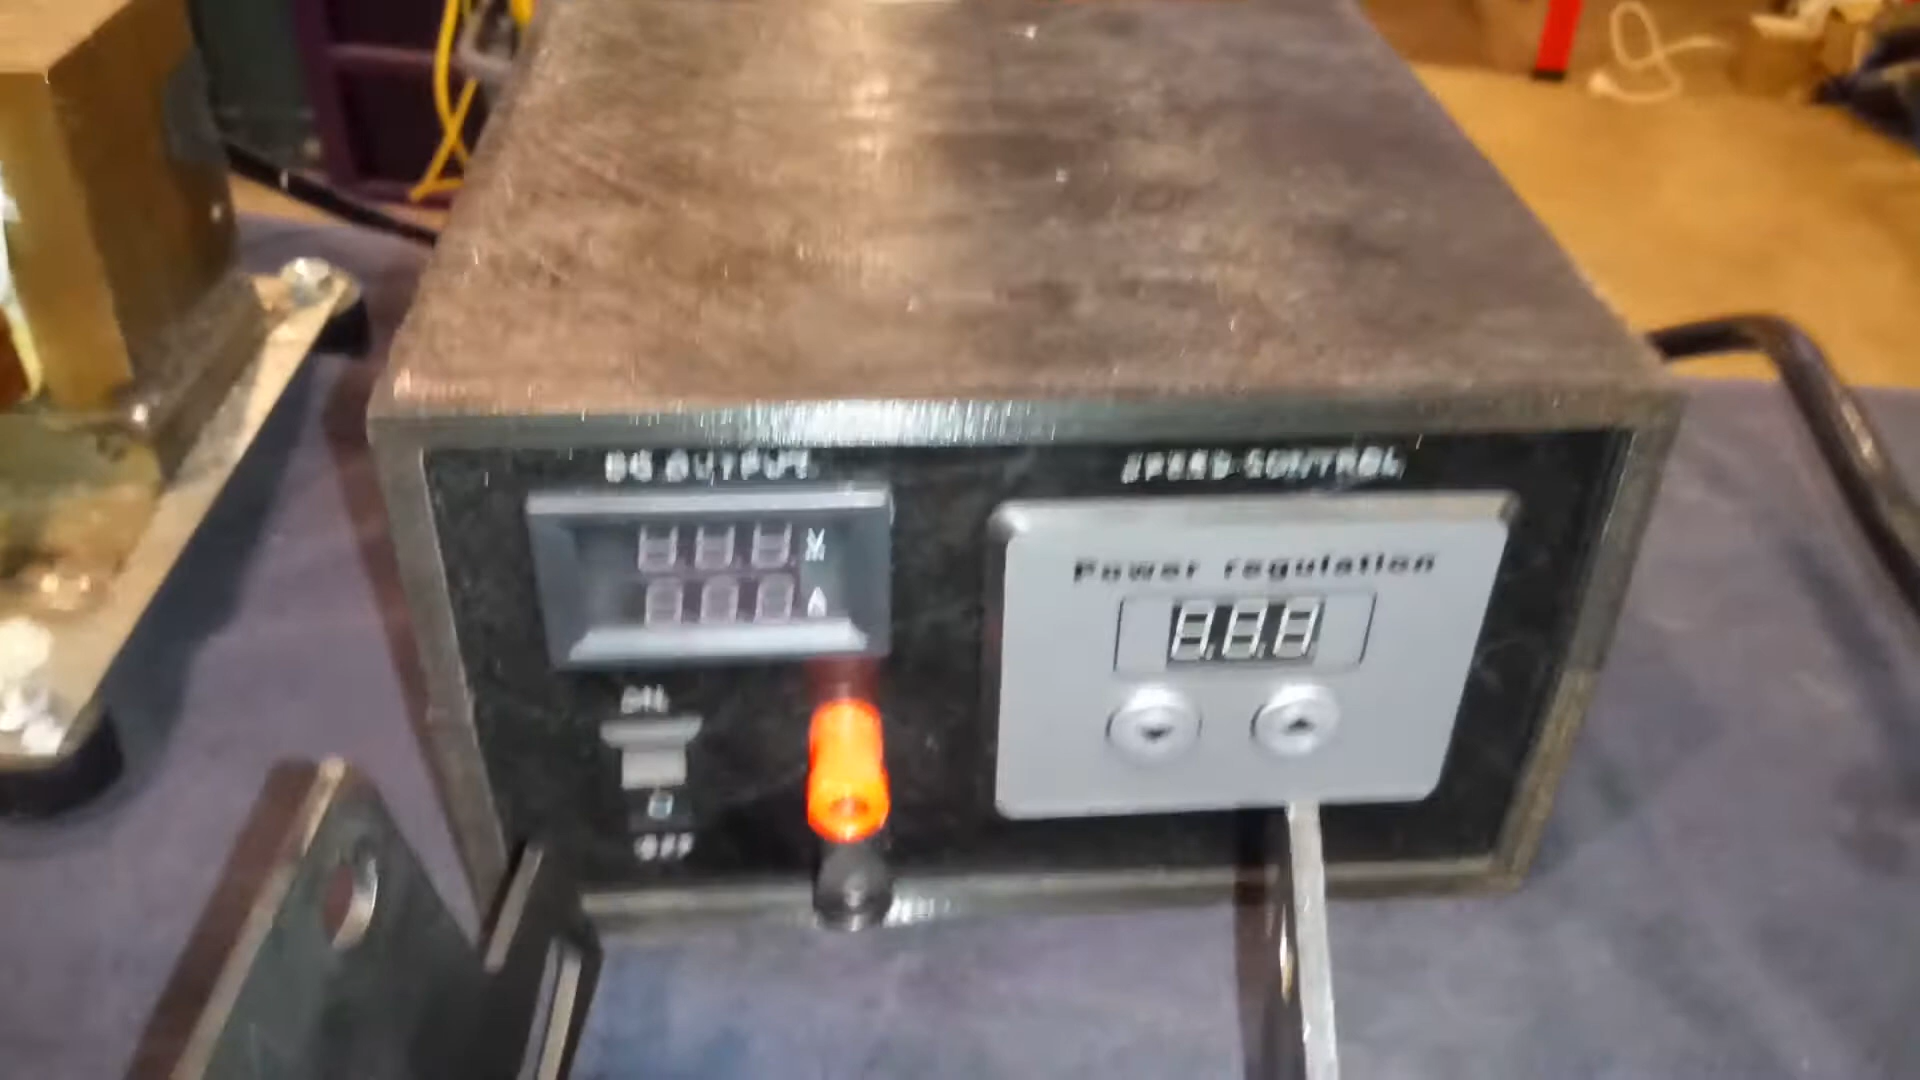 DC OUTPUT
SPEED CONTROL
V
A
Power regulation
ON
OFF